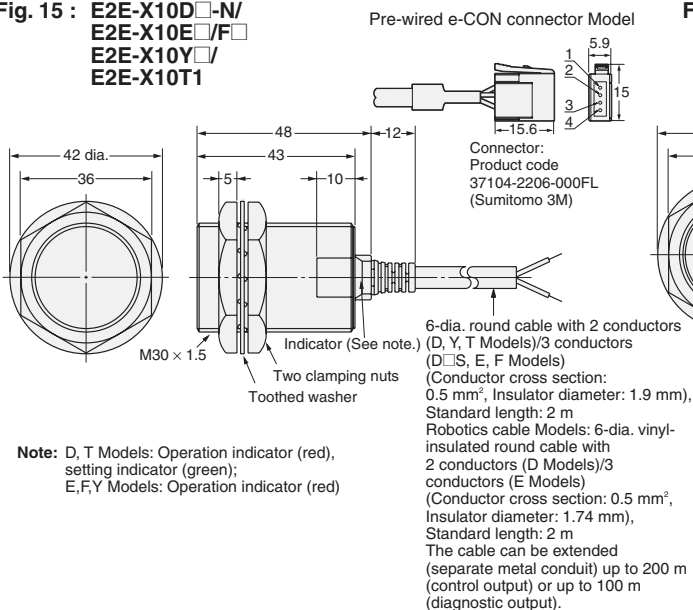 Fig. 15 : E2E-X10D□-N/
E2E-X10E□/F□
E2E-X10Y□/
E2E-X10T1
Pre-wired e-CON connector Model
F
5.9
1
2
3
4
15
15.6
Connector:
Product code
37104-2206-000FL
(Sumitomo 3M)
48
12
43
5
10
42 dia.
36
M30 × 1.5
Indicator (See note.)
Two clamping nuts
Toothed washer
6-dia. round cable with 2 conductors
(D, Y, T Models)/3 conductors
(D□S, E, F Models)
(Conductor cross section:
0.5 mm², Insulator diameter: 1.9 mm),
Standard length: 2 m
Robotics cable Models: 6-dia. vinyl-
insulated round cable with
2 conductors (D Models)/3
conductors (E Models)
(Conductor cross section: 0.5 mm²,
Insulator diameter: 1.74 mm),
Standard length: 2 m
The cable can be extended
(separate metal conduit) up to 200 m
(control output) or up to 100 m
(diagnostic output).
Note: D, T Models: Operation indicator (red),
setting indicator (green);
E,F,Y Models: Operation indicator (red)